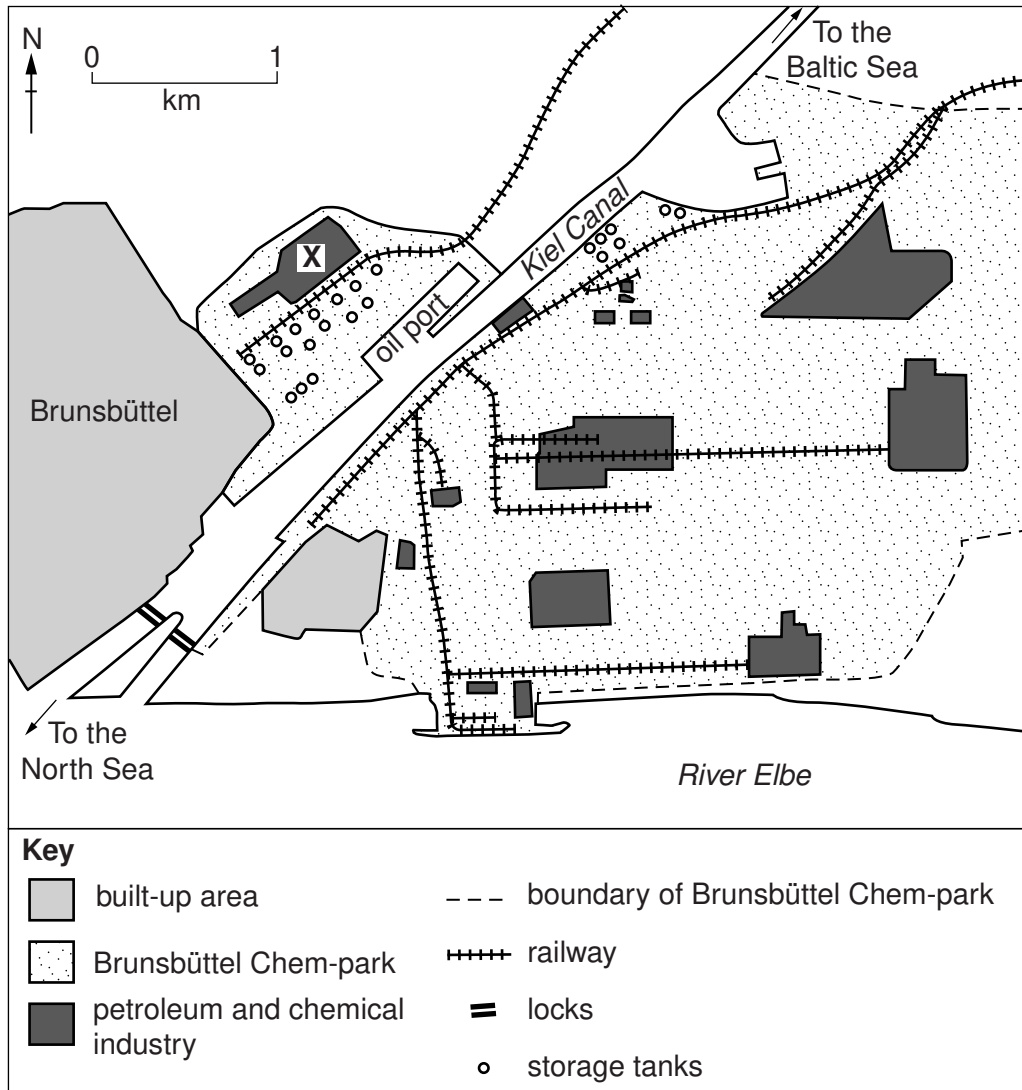 N
0 1
km
To the
Baltic Sea
Kiel Canal
X
oil port
Brunsbüttel
To the
North Sea
River Elbe
Key
built-up area
Brunsbüttel Chem-park
petroleum and chemical
industry
boundary of Brunsbüttel Chem-park
railway
locks
storage tanks